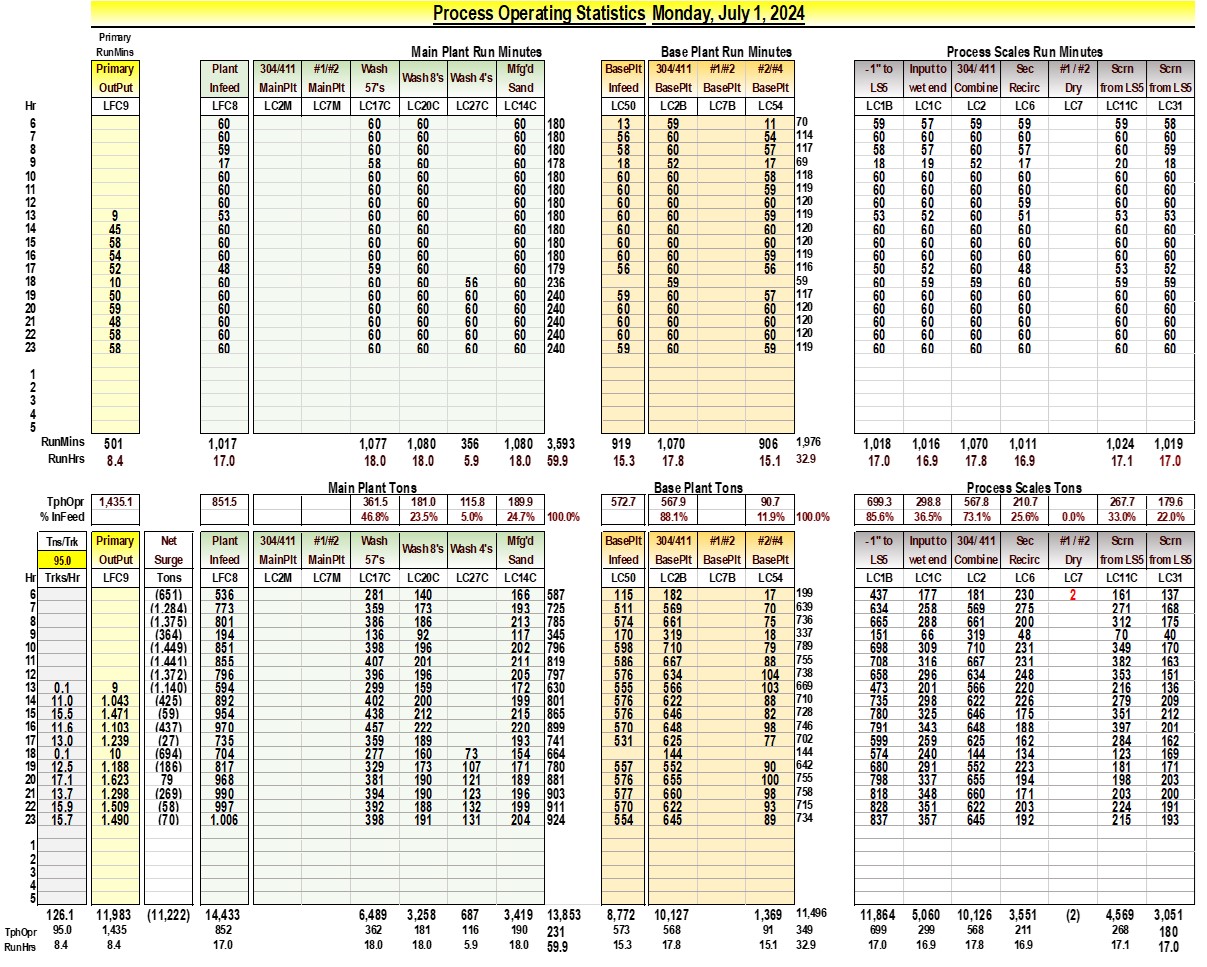 Process Operating Statistics Monday, July 1, 2024
Primary
RunMins Main Plant Run Minutes Base Plant Run Minutes Process Scales Run Minutes
Primary Plant 304/411 #1/#2 Wash Wash 8's Wash 4's Mfg'd BasePlt 304/411 #1/#2 #2/#4 -1" to Input to 304/411 Sec #1 / #2 Scrn Scrn
OutPut Infeed MainPlt MainPlt 57's Sand Infeed BasePlt BasePlt BasePlt LS5 wet end Combine Recirc Dry from LS5 from LS5
Hr LFC9 LFC8 LC2M LC7M LC17C LC20C LC27C LC14C LC50 LC2B LC7B LC54 LC1B LC1C LC2 LC6 LC7 LC11C LC31
6 60 60 60 60 180 13 59 11 70 59 57 59 59 59 58
7 60 60 60 60 180 56 60 54 114 60 60 60 60 60 60
8 59 60 60 60 180 58 60 57 117 58 57 60 57 60 59
9 17 58 60 60 178 18 52 17 69 18 19 52 17 20 18
10 60 60 60 60 180 60 60 58 118 60 60 60 60 60 60
11 60 60 60 60 180 60 60 59 119 60 60 60 60 60 60
12 60 60 60 60 180 60 60 60 120 60 60 60 59 60 60
13 9 53 60 60 60 180 60 60 59 119 53 52 60 51 53 53
14 45 60 60 60 60 180 60 60 60 120 60 60 60 60 60 60
15 58 60 60 60 60 180 60 60 60 120 60 60 60 60 60 60
16 54 60 60 60 60 180 60 60 59 119 60 60 60 60 60 60
17 52 48 59 60 60 179 56 60 56 116 50 52 60 48 53 52
18 10 60 60 60 56 60 236 59 59 60 59 59 60 59 59
19 50 60 60 60 60 60 240 59 60 57 117 60 60 60 60 60 60
20 59 60 60 60 60 60 240 60 60 60 120 60 60 60 60 60 60
21 48 60 60 60 60 60 240 60 60 60 120 60 60 60 60 60 60
22 58 60 60 60 60 60 240 60 60 60 120 60 60 60 60 60 60
23 58 60 60 60 60 60 240 59 60 59 119 60 60 60 60 60 60
1
2
3
4
5
RunMins 501 1,017 1,077 1,080 356 1,080 3,593 919 1,070 906 1,976 1,018 1,016 1,070 1,011 1,024 1,019
RunHrs 8.4 17.0 18.0 18.0 5.9 18.0 59.9 15.3 17.8 15.1 32.9 17.0 16.9 17.8 16.9 17.1 17.0
Main Plant Tons Base Plant Tons Process Scales Tons
TphOpr 1,435.1 851.5 361.5 181.0 115.8 189.9 572.7 567.9 90.7 699.3 298.8 567.8 210.7 267.7 179.6
% InFeed 46.8% 23.5% 5.0% 24.7% 100.0% 88.1% 11.9% 100.0% 85.6% 36.5% 73.1% 25.6% 0.0% 33.0% 22.0%
Tns/Trk Primary Net Plant 304/411 #1/#2 Wash Wash 8's Wash 4's Mfg'd BasePlt 304/411 #1/#2 #2/#4 -1" to Input to 304/411 Sec #1 / #2 Scrn Scrn
95.0 OutPut Surge Infeed MainPlt MainPlt 57's Sand Infeed BasePlt BasePlt BasePlt LS5 wet end Combine Recirc Dry from LS5 from LS5
Hr Trks/Hr LFC9 Tons LFC8 LC2M LC7M LC17C LC20C LC27C LC14C LC50 LC2B LC7B LC54 LC1B LC1C LC2 LC6 LC7 LC11C LC31
6 (651) 536 281 140 166 587 115 182 17 199 437 177 181 230 2 161 137
7 (1.284) 773 359 173 193 725 511 569 70 639 634 258 569 275 271 168
8 (1.375) 801 386 186 213 785 574 661 75 736 665 288 661 200 312 175
9 (364) 194 136 92 117 345 170 319 18 337 151 66 319 48 70 40
10 (1.449) 851 398 196 202 796 598 710 79 789 698 309 710 231 349 170
11 (1.441) 855 407 201 211 819 586 667 88 755 708 316 667 231 382 163
12 (1.372) 796 396 196 205 797 576 634 104 738 658 296 634 248 353 151
13 0.1 9 (1.140) 594 299 159 172 630 555 566 103 669 473 201 566 220 216 136
14 11.0 1.043 (425) 892 402 200 199 801 576 622 88 710 735 298 622 226 279 209
15 15.5 1.471 (59) 954 438 212 215 865 576 646 82 728 780 325 646 175 351 212
16 11.6 1.103 (437) 970 457 222 220 899 570 648 98 746 791 343 648 188 397 201
17 13.0 1.239 (27) 735 359 189 193 741 531 625 77 702 599 259 625 162 284 162
18 0.1 10 (694) 704 277 160 73 154 664 144 144 574 240 144 134 123 169
19 12.5 1.188 (186) 817 329 173 107 171 780 557 552 90 642 680 291 552 223 181 171
20 17.1 1.623 79 968 381 190 121 189 881 576 655 100 755 798 337 655 194 198 203
21 13.7 1.298 (269) 990 394 190 123 196 903 577 660 98 758 818 348 660 171 203 200
22 15.9 1.509 (58) 997 392 188 132 199 911 570 622 93 715 828 351 622 203 224 191
23 15.7 1.490 (70) 1.006 398 191 131 204 924 554 645 89 734 837 357 645 192 215 193
1
2
3
4
5
126.1 11,983 (11,222) 14,433 6,489 3,258 687 3,419 13,853 8,772 10,127 1,369 11,496 11,864 5,060 10,126 3,551 (2) 4,569 3,051
TphOpr 95.0 1,435 852 362 181 116 190 231 573 568 91 349 699 299 568 211 268 180
RunHrs 8.4 8.4 17.0 18.0 18.0 5.9 18.0 59.9 15.3 17.8 15.1 32.9 17.0 16.9 17.8 16.9 17.1 17.0